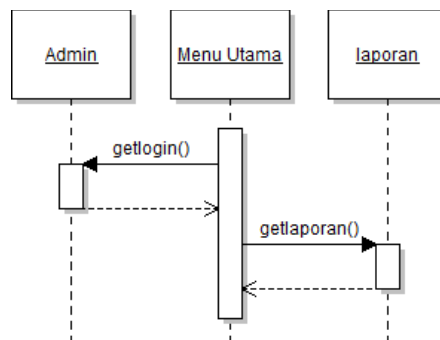 Admin
Menu Utama
laporan
getlogin()
getlaporan()